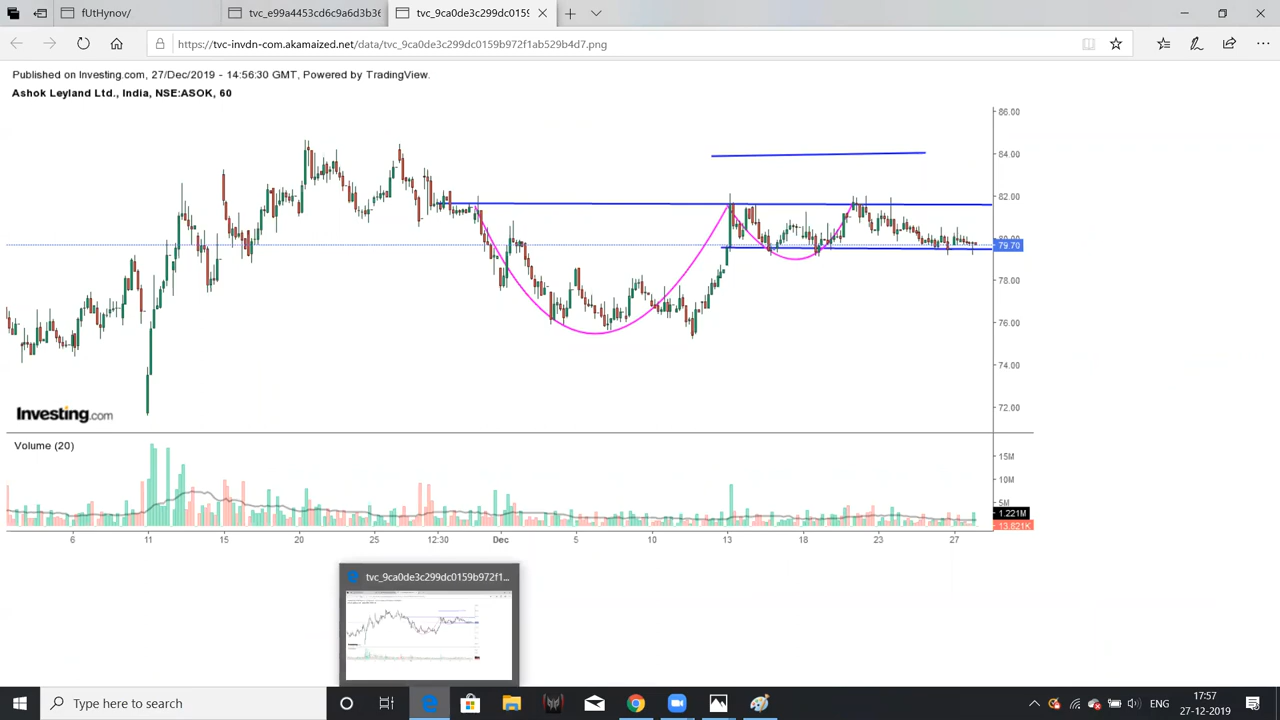 fUtHynov/
tvc_e99a4453cd6c9a6d3b36
tvc_9ca0de3c299dc0159
https://tvc-invdn-com.akamaized.net/data/tvc_9ca0de3c299dc0159b972f1ab529b4d7.png
Published on Investing.com, 27/Dec/2019 - 14:56:30 GMT, Powered by TradingView.
Ashok Leyland Ltd., India, NSE:ASOK, 60
86.00
84.00
82.00
80.00
79.70
78.00
76.00
74.00
72.00
Investing.com
Volume (20)
15M
10M
5M
1.221M
13.821K
6 11 15 20 25 12:30 Dec 5 10 13 18 23 27
tvc_9ca0de3c299dc0159b972f1...
Type here to search
ENG
17:57
27-12-2019